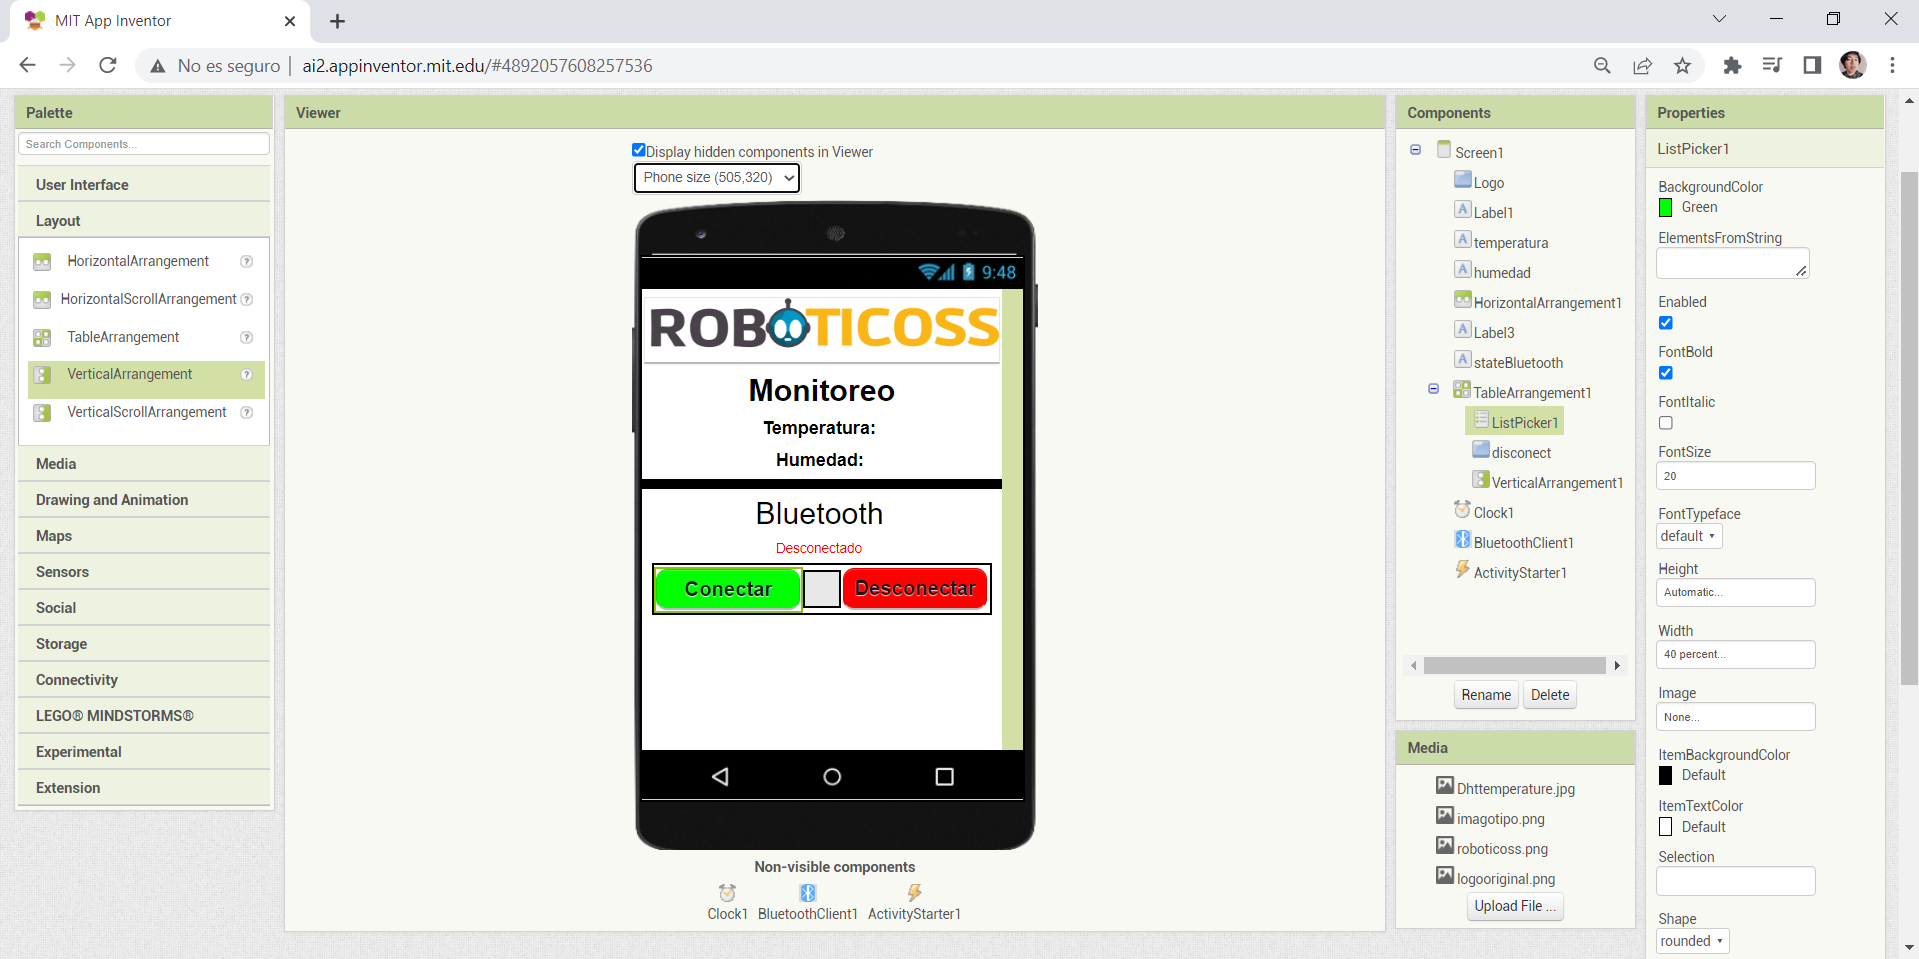 MIT App Inventor
No es seguro
ai2.appinventor.mit.edu/#4892057608257536
Palette
Search Components...
User Interface
Layout
HorizontalArrangement
HorizontalScrollArrangement
TableArrangement
VerticalArrangement
VerticalScrollArrangement
Media
Drawing and Animation
Maps
Sensors
Social
Storage
Connectivity
LEGO® MINDSTORMS®
Experimental
Extension
Viewer
Display hidden components in Viewer
Phone size (505,320)
9:48
ROBOTICOSS
Monitoreo
Temperatura:
Humedad:
Bluetooth
Desconectado
Conectar
Desconectar
Non-visible components
Clock1
BluetoothClient1
ActivityStarter1
Components
Screen1
Logo
Label1
temperatura
humedad
HorizontalArrangement1
Label3
stateBluetooth
TableArrangement1
ListPicker1
disconect
VerticalArrangement1
Clock1
BluetoothClient1
ActivityStarter1
Rename
Delete
Media
Dhttemperature.jpg
imagotipo.png
roboticoss.png
logooriginal.png
Upload File ...
Properties
ListPicker1
BackgroundColor
Green
ElementsFromString
Enabled
FontBold
FontItalic
FontSize
20
FontTypeface
default
Height
Automatic...
Width
40 percent...
Image
None...
ItemBackgroundColor
Default
ItemTextColor
Default
Selection
Shape
rounded